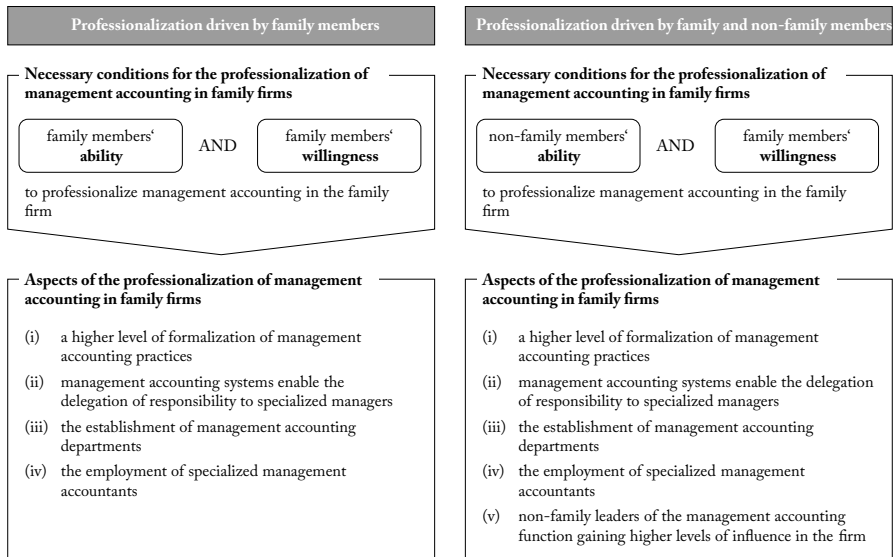 Professionalization driven by family members
Necessary conditions for the professionalization of
management accounting in family firms
family members‘
ability
AND
family members‘
willingness
to professionalize management accounting in the family
firm
Aspects of the professionalization of management
accounting in family firms
(i) a higher level of formalization of management
accounting practices
(ii) management accounting systems enable the
delegation of responsibility to specialized managers
(iii) the establishment of management accounting
departments
(iv) the employment of specialized management
accountants
Professionalization driven by family and non-family members
Necessary conditions for the professionalization of
management accounting in family firms
non-family members‘
ability
AND
family members‘
willingness
to professionalize management accounting in the family
firm
Aspects of the professionalization of management
accounting in family firms
(i) a higher level of formalization of management
accounting practices
(ii) management accounting systems enable the delegation
of responsibility to specialized managers
(iii) the establishment of management accounting
departments
(iv) the employment of specialized management
accountants
(v) non-family leaders of the management accounting
function gaining higher levels of influence in the firm